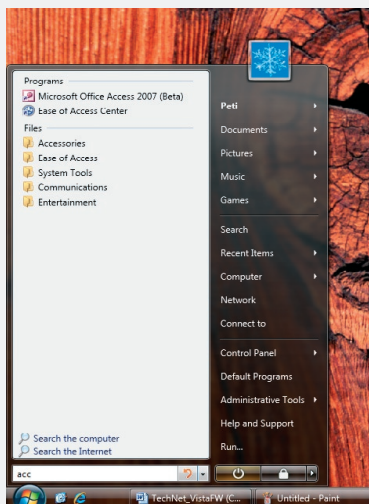 Programs
Microsoft Office Access 2007 (Beta)
Ease of Access Center
Files
Accessories
Ease of Access
System Tools
Communications
Entertainment
Search the computer
Search the Internet
acc
Peti
Documents
Pictures
Music
Games
Search
Recent Items
Computer
Network
Connect to
Control Panel
Default Programs
Administrative Tools
Help and Support
Run...
TechNet_VistaFW (C...
Untitled - Paint